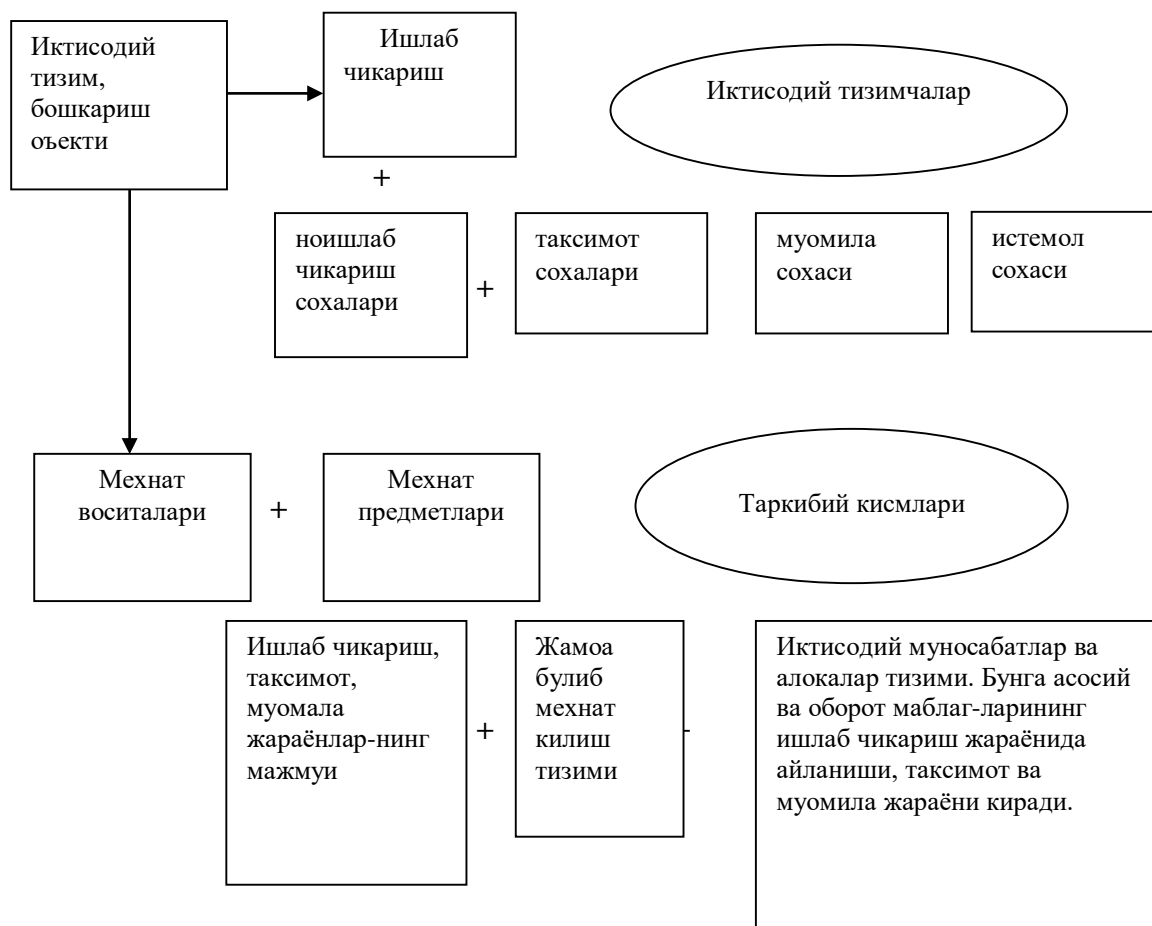 Иктисодий
тизим,
бошкариш
оъекти
Ишлаб
чикариш
Иктисодий тизимчалар
+
ноишлаб
чикариш
сохалари
+
таксимот
сохалари
муомила
сохаси
истемол
сохаси
Мехнат
воситалари
+
Мехнат
предметлари
Таркибий кисмлари
Ишлаб чикариш,
таксимот,
муомала
жараёнлар-нинг
мажмуи
+
Жамоа
булиб
мехнат
килиш
тизими
-
Иктисодий муносабатлар ва
алокалар тизими. Бунга асосий
ва оборот маблаг-ларининг
ишлаб чикариш жараёнида
айланиши, таксимот ва
муомила жараёни киради.